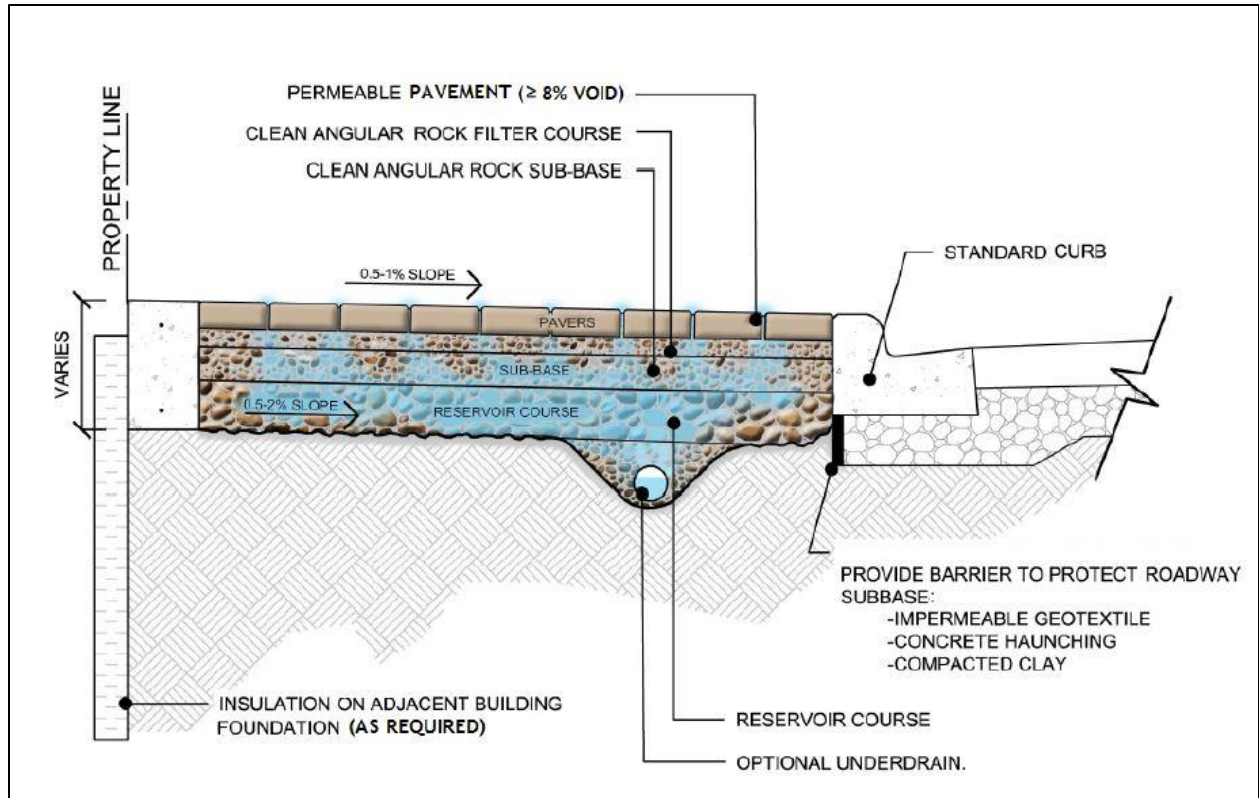 PERMEABLE PAVEMENT (≥ 8% VOID)
CLEAN ANGULAR ROCK FILTER COURSE
CLEAN ANGULAR ROCK SUB-BASE
PROPERTY LINE
STANDARD CURB
0.5-1% SLOPE
PAVERS
VARIES
SUB-BASE
0.5-2% SLOPE
RESERVOIR COURSE
PROVIDE BARRIER TO PROTECT ROADWAY
SUBBASE:
-IMPERMEABLE GEOTEXTILE
-CONCRETE HAUNCHING
-COMPACTED CLAY
INSULATION ON ADJACENT BUILDING
FOUNDATION (AS REQUIRED)
RESERVOIR COURSE
OPTIONAL UNDERDRAIN.